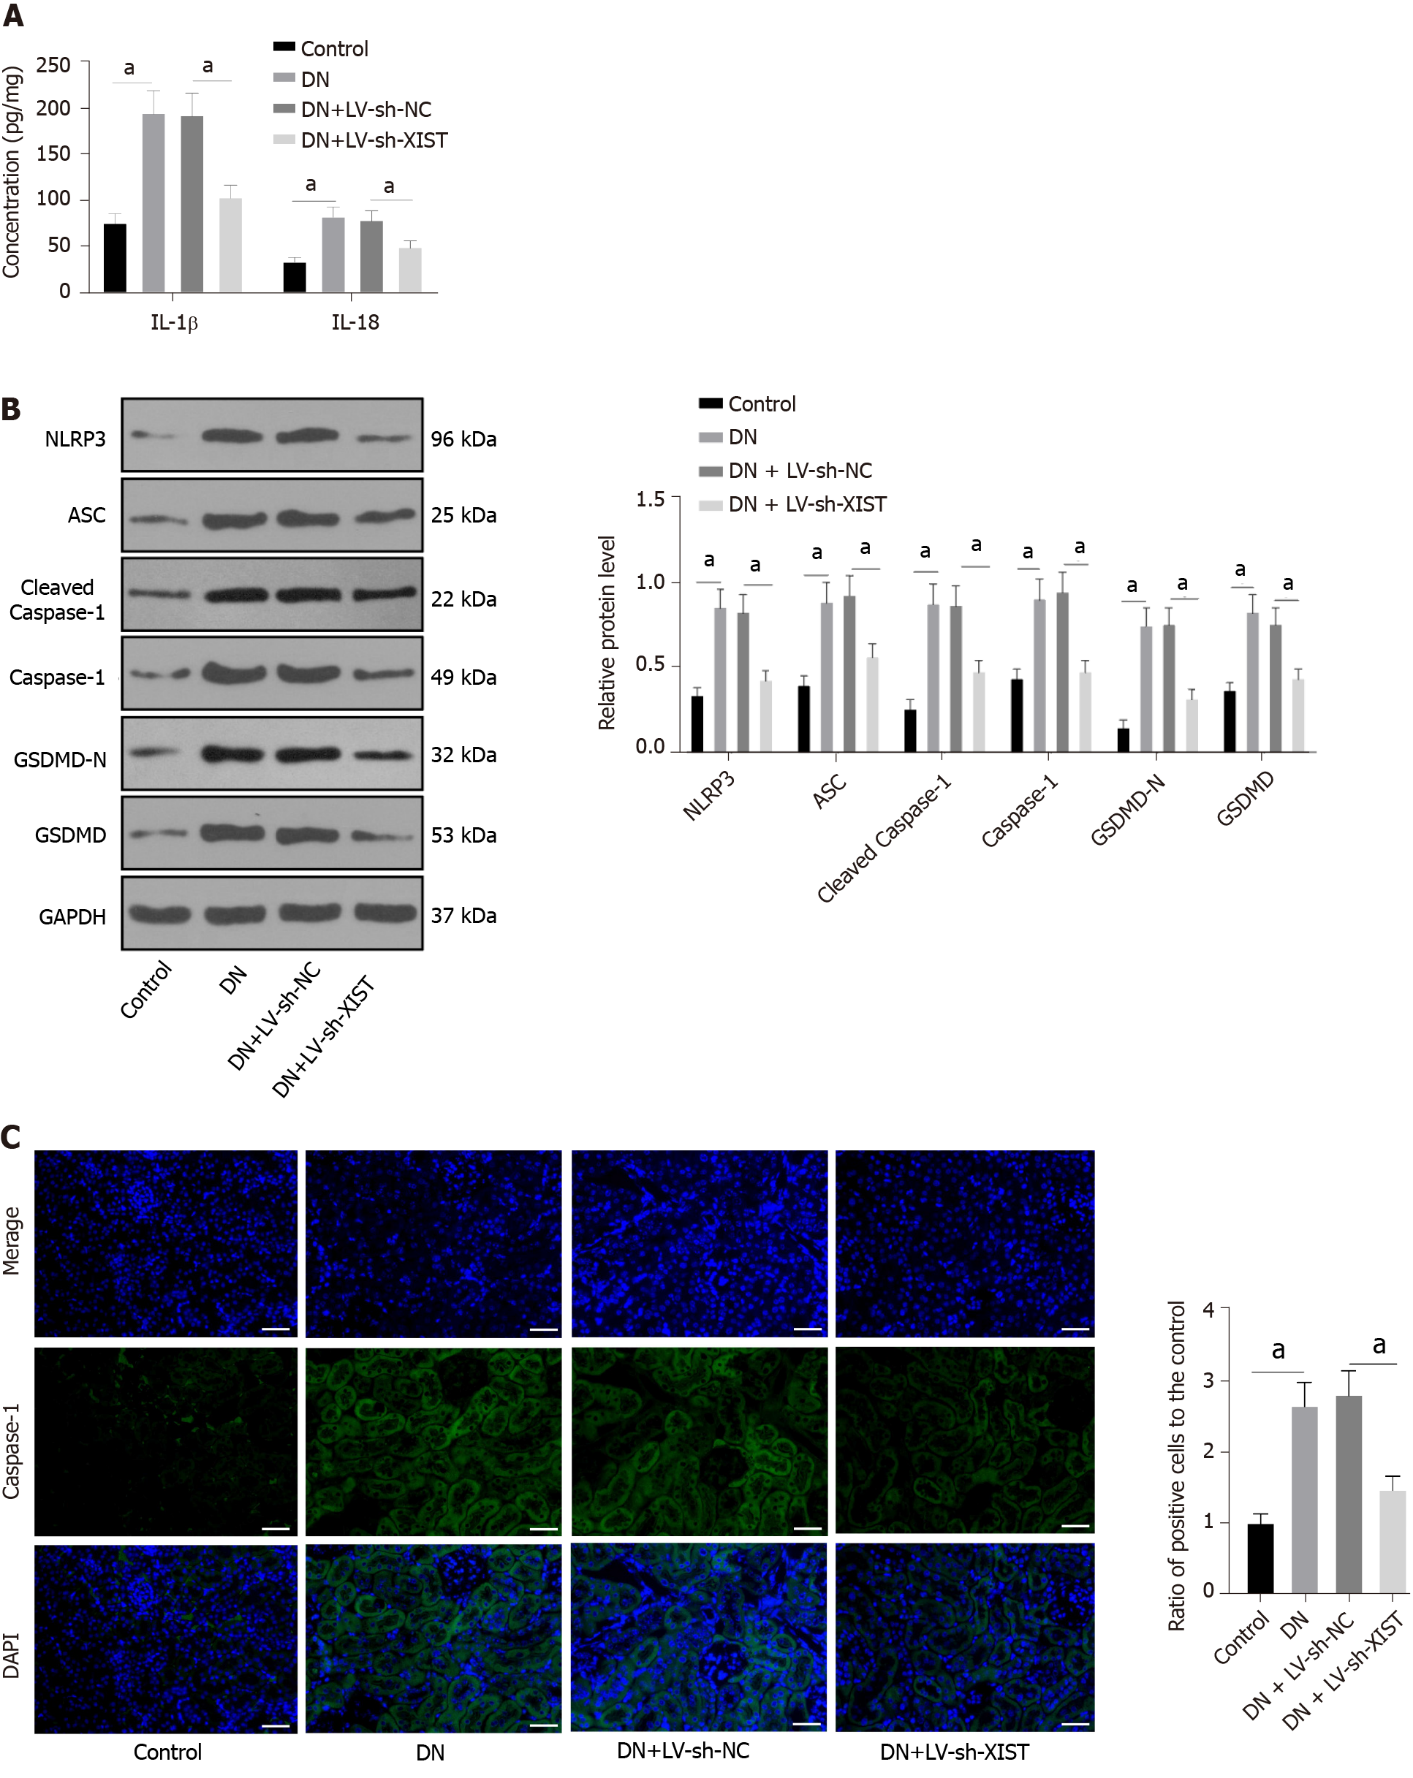 A
Concentration (pg/mg)
250
200
150
100
50
0
a
a
a
a
Control
DN
DN+LV-sh-NC
DN+LV-sh-XIST
IL-1β
IL-18
B
NLRP3
96 kDa
ASC
25 kDa
Cleaved
Caspase-1
22 kDa
Caspase-1
49 kDa
GSDMD-N
32 kDa
GSDMD
53 kDa
GAPDH
37 kDa
Control
DN
DN+LV-sh-NC
DN+LV-sh-XIST
Control
DN
DN + LV-sh-NC
DN + LV-sh-XIST
Relative protein level
1.5
1.0
0.5
0.0
a
a
a
a
a
a
a
a
a
a
a
a
NLRP3
ASC
Cleaved Caspase-1
Caspase-1
GSDMD-N
GSDMD
C
Merage
Caspase-1
DAPI
Control
DN
DN+LV-sh-NC
DN+LV-sh-XIST
Ratio of positive cells to the control
4
3
2
1
0
a
a
Control
DN
DN + LV-sh-NC
DN + LV-sh-XIST